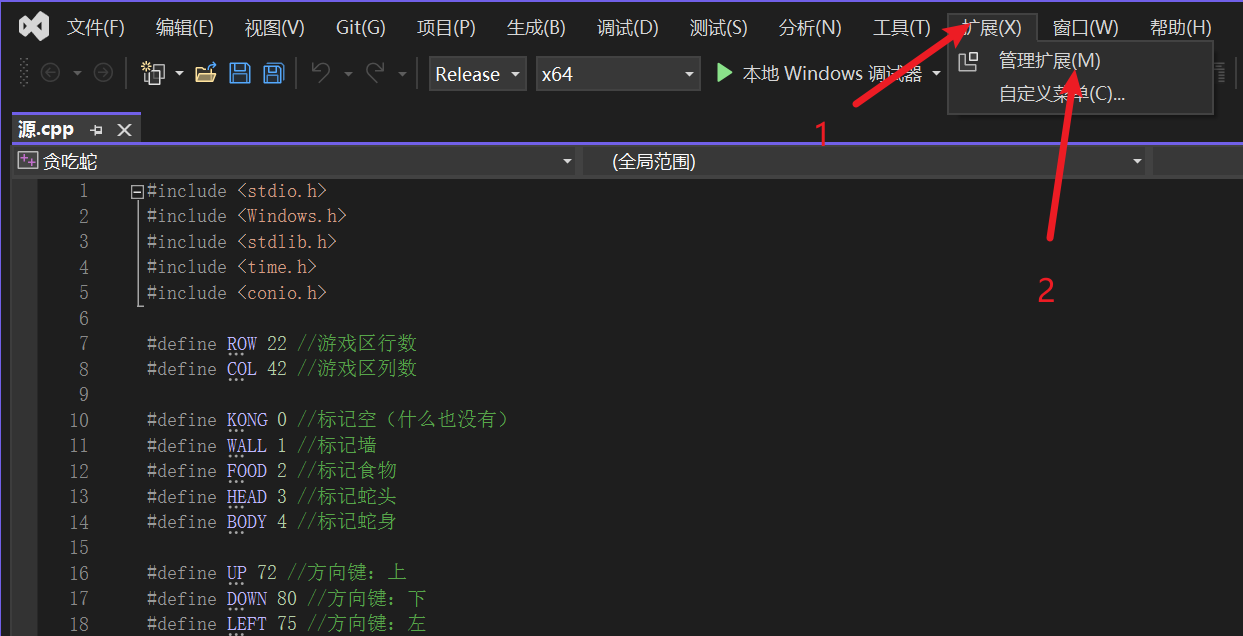 文件(F) 编辑(E) 视图(V) Git(G) 项目(P) 生成(B) 调试(D) 测试(S) 分析(N) 工具(T) 扩展(X) 窗口(W) 帮助(H)
管理扩展(M)
Release x64 本地 Windows 调试器
自定义菜单(C)...
1
源.cpp
贪吃蛇 (全局范围)
1 #include <stdio.h>
2 #include <Windows.h>
3 #include <stdlib.h>
4 #include <time.h>
5 #include <conio.h>
2
6
7 #define ROW 22 //游戏区行数
8 #define COL 42 //游戏区列数
9
10 #define KONG 0 //标记空（什么也没有）
11 #define WALL 1 //标记墙
12 #define FOOD 2 //标记食物
13 #define HEAD 3 //标记蛇头
14 #define BODY 4 //标记蛇身
15
16 #define UP 72 //方向键：上
17 #define DOWN 80 //方向键：下
18 #define LEFT 75 //方向键：左